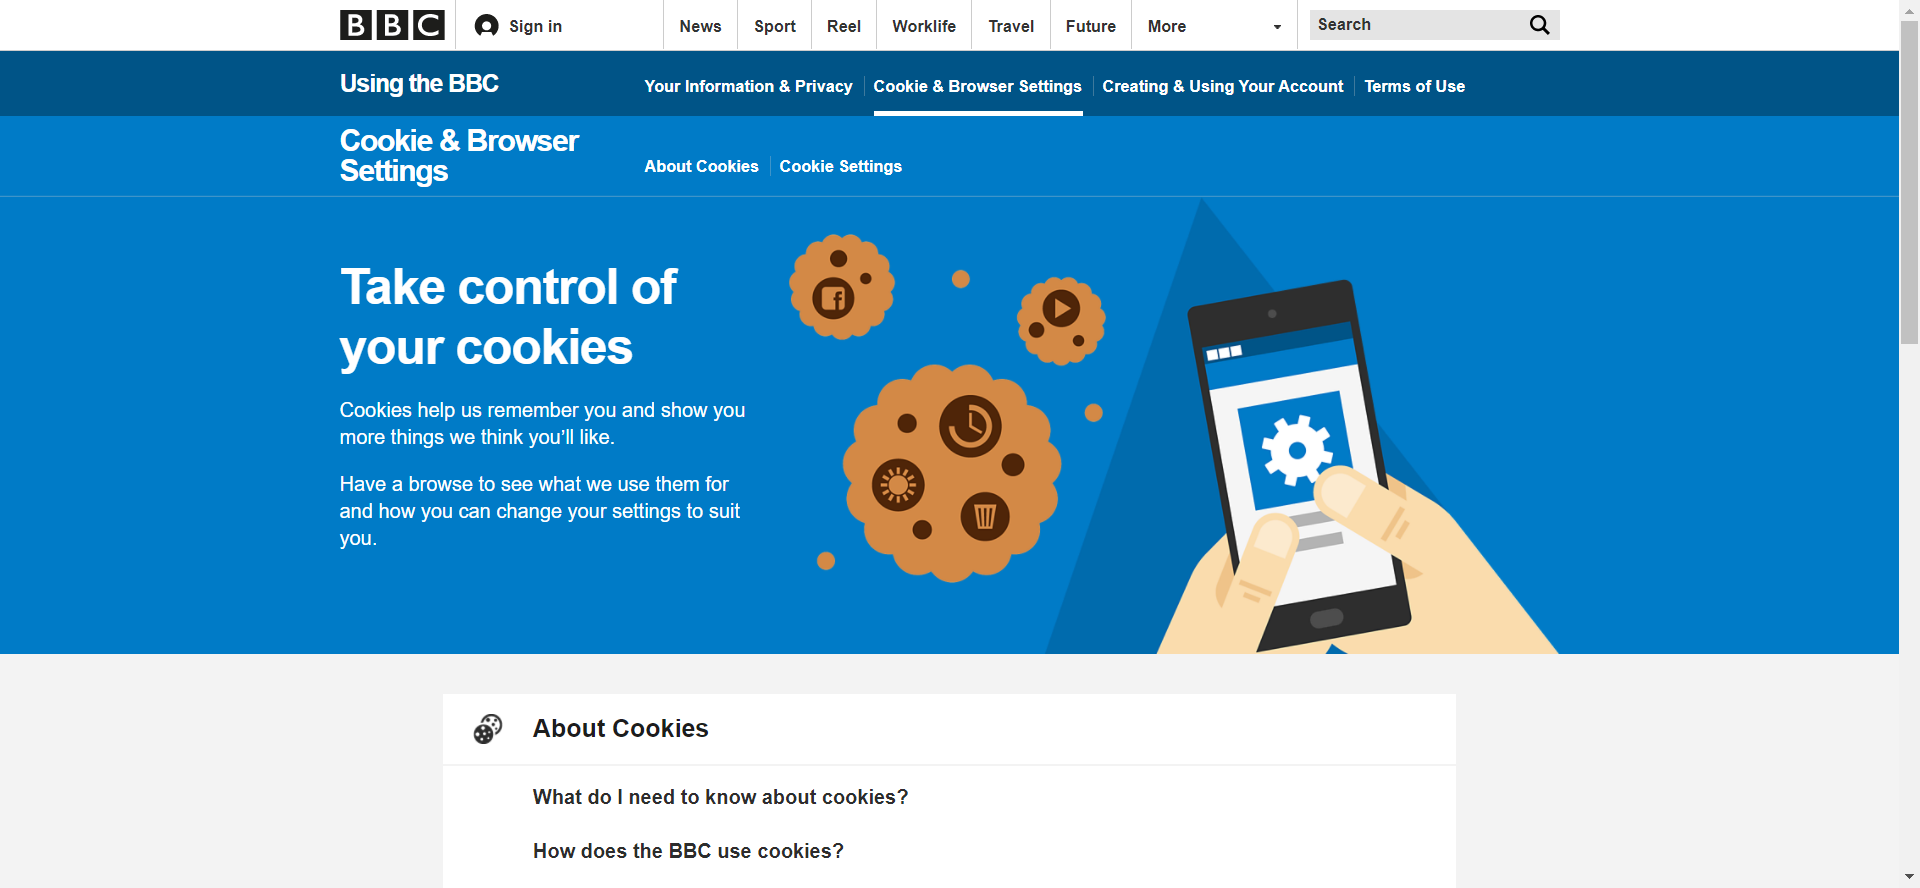 BBC
Sign in
News
Sport
Reel
Worklife
Travel
Future
More
Search
Using the BBC
Your Information & Privacy
Cookie & Browser Settings
Creating & Using Your Account
Terms of Use
Cookie & Browser
Settings
About Cookies
Cookie Settings
Take control of
your cookies
Cookies help us remember you and show you
more things we think you’ll like.
Have a browse to see what we use them for
and how you can change your settings to suit
you.
About Cookies
What do I need to know about cookies?
How does the BBC use cookies?